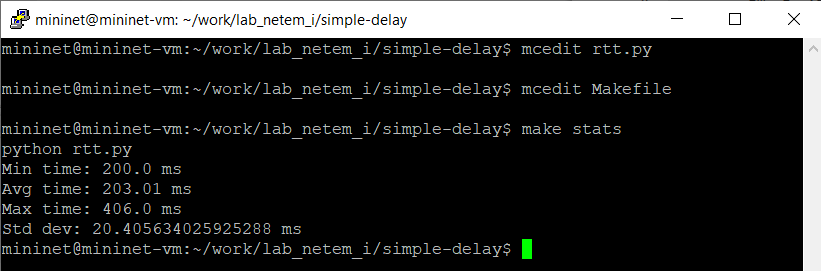 mininet@mininet-vm: ~/work/lab_netem_i/simple-delay
mininet@mininet-vm:~/work/lab_netem_i/simple-delay$ mcedit rtt.py
mininet@mininet-vm:~/work/lab_netem_i/simple-delay$ mcedit Makefile
mininet@mininet-vm:~/work/lab_netem_i/simple-delay$ make stats
python rtt.py
Min time: 200.0 ms
Avg time: 203.01 ms
Max time: 406.0 ms
Std dev: 20.405634025925288 ms
mininet@mininet-vm:~/work/lab_netem_i/simple-delay$